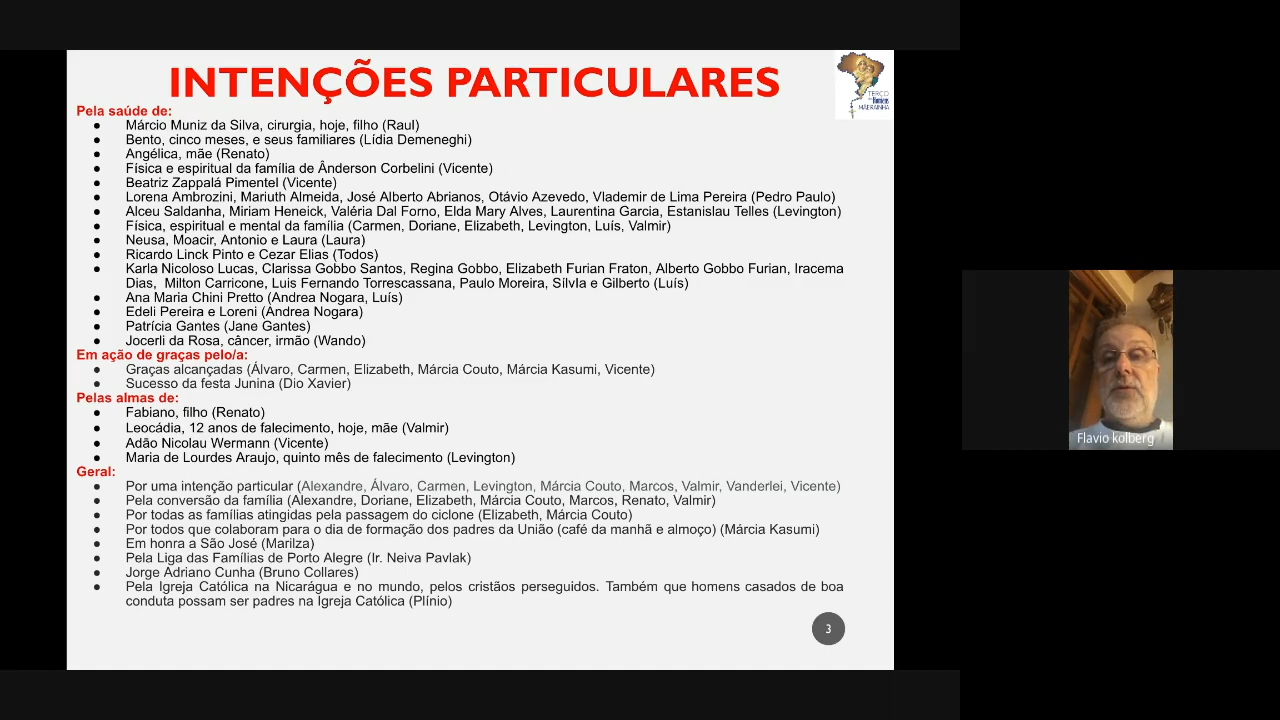 INTENÇÕES PARTICULARES
TERÇO
dos Homens
MÃE RAINHA
Pela saúde de:
● Márcio Muniz da Silva, cirurgia, hoje, filho (Raul)
● Bento, cinco meses, e seus familiares (Lídia Demeneghi)
● Angélica, mãe (Renato)
● Física e espiritual da família de Ânderson Corbelini (Vicente)
● Beatriz Zappalá Pimentel (Vicente)
● Lorena Ambrozini, Mariuth Almeida, José Alberto Abrianos, Otávio Azevedo, Vlademir de Lima Pereira (Pedro Paulo)
● Alceu Saldanha, Miriam Heneick, Valéria Dal Forno, Elda Mary Alves, Laurentina Garcia, Estanislau Telles (Levington)
● Física, espiritual e mental da família (Carmen, Doriane, Elizabeth, Levington, Luís, Valmir)
● Neusa, Moacir, Antonio e Laura (Laura)
● Ricardo Linck Pinto e Cezar Elias (Todos)
● Karla Nicoloso Lucas, Clarissa Gobbo Santos, Regina Gobbo, Elizabeth Furian Fraton, Alberto Gobbo Furian, Iracema
Dias, Milton Carricone, Luis Fernando Torrescassana, Paulo Moreira, Sílvla e Gilberto (Luís)
● Ana Maria Chini Pretto (Andrea Nogara, Luís)
● Edeli Pereira e Loreni (Andrea Nogara)
● Patrícia Gantes (Jane Gantes)
● Jocerli da Rosa, câncer, irmão (Wando)
Em ação de graças pelo/a:
● Graças alcançadas (Álvaro, Carmen, Elizabeth, Márcia Couto, Márcia Kasumi, Vicente)
● Sucesso da festa Junina (Dio Xavier)
Pelas almas de:
● Fabiano, filho (Renato)
● Leocádia, 12 anos de falecimento, hoje, mãe (Valmir)
● Adão Nicolau Wermann (Vicente)
● Maria de Lourdes Araujo, quinto mês de falecimento (Levington)
Geral:
● Por uma intenção particular (Alexandre, Álvaro, Carmen, Levington, Márcia Couto, Marcos, Valmir, Vanderlei, Vicente)
● Pela conversão da família (Alexandre, Doriane, Elizabeth, Márcia Couto, Marcos, Renato, Valmir)
● Por todas as famílias atingidas pela passagem do ciclone (Elizabeth, Márcia Couto)
● Por todos que colaboram para o dia de formação dos padres da União (café da manhã e almoço) (Márcia Kasumi)
● Em honra a São José (Marilza)
● Pela Liga das Famílias de Porto Alegre (Ir. Neiva Pavlak)
● Jorge Adriano Cunha (Bruno Collares)
● Pela Igreja Católica na Nicarágua e no mundo, pelos cristãos perseguidos. Também que homens casados de boa
conduta possam ser padres na Igreja Católica (Plínio)
3
Flavio kolberg